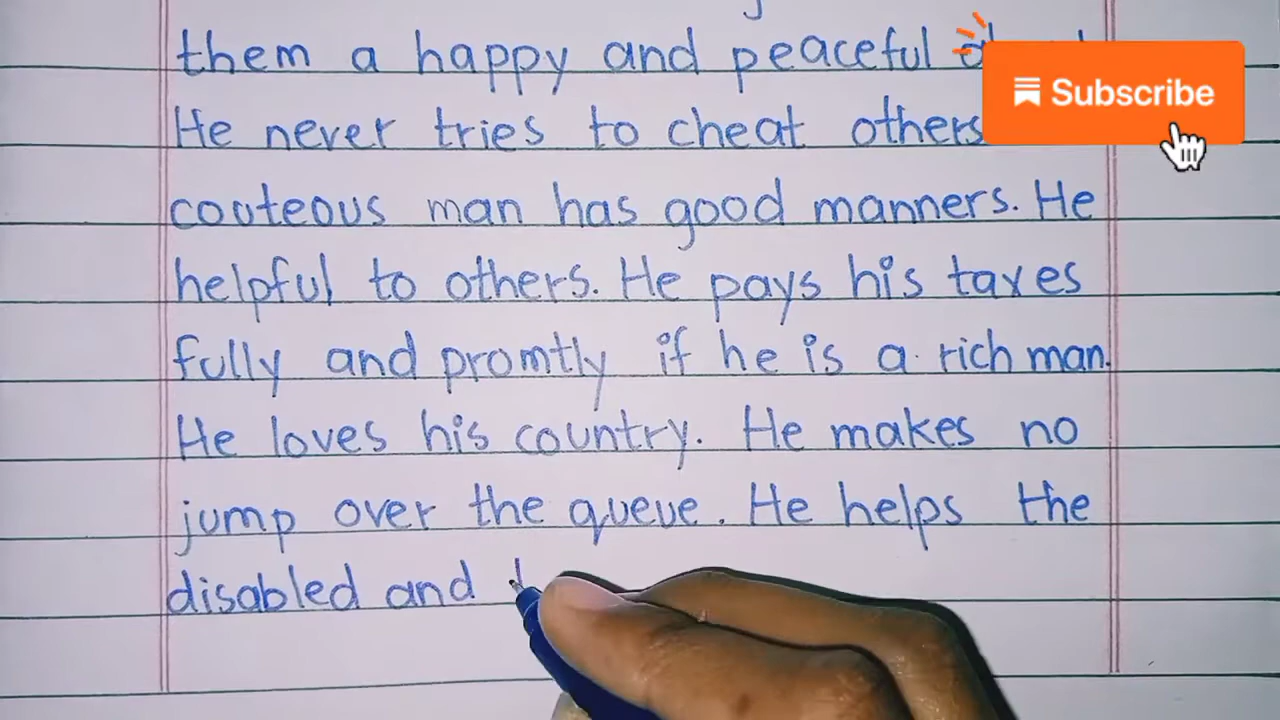 them a happy and peaceful
Subscribe
He never tries to cheat others
couteous man has good manners. He
helpful to others. He pays his taxes
fully and promtly if he is a rich man.
He loves his country. He makes no
jump over the queue. He helps the
disabled and